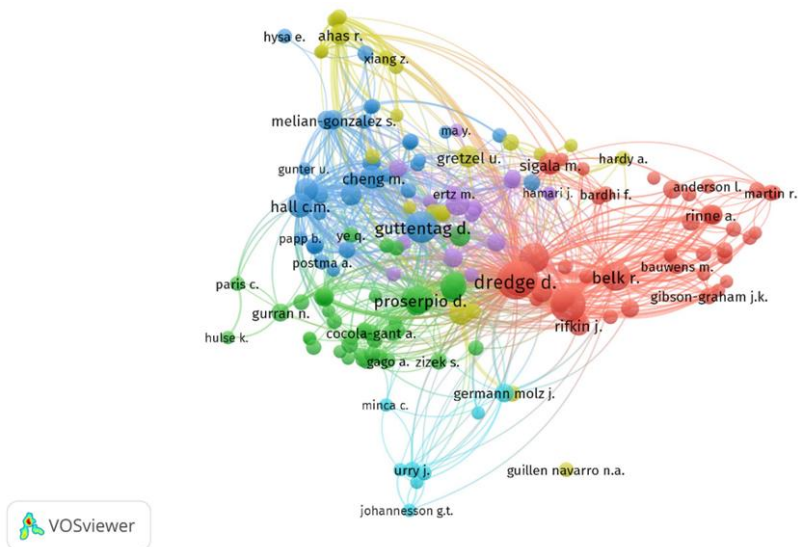 hysa e.
ahas r.
xiang z.
melian-gonzalez s.
ma y.
gretzel u.
sigala m.
hardy a.
gunter u.
cheng m.
ertz m.
hamari j.
bardhi f.
anderson l.
martin r.
hall c.m.
rinne a.
guttentag d.
papp b.
ye q.
postma a.
bauwens m.
paris c.
dredge d.
belk r.
proserpio d.
gibson-graham j.k.
gurran n.
rifkin j.
hulse k.
cocola-gant a.
gago a.
zizek s.
germann molz j.
minca c.
urry j.
guillen navarro n.a.
johannesson g.t.
VOSviewer